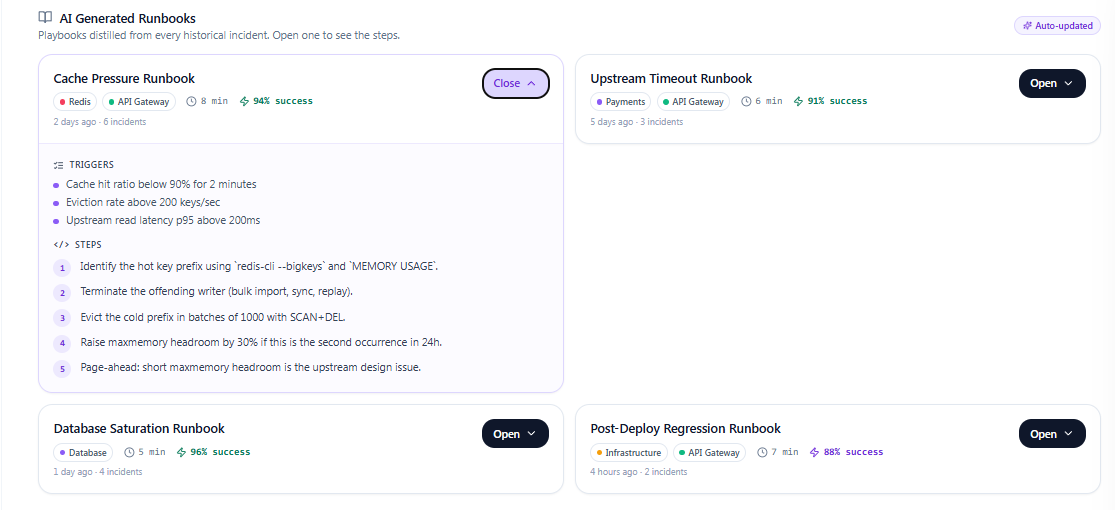 AI Generated Runbooks
Playbooks distilled from every historical incident. Open one to see the steps.
Auto-updated
Cache Pressure Runbook
Close
Redis API Gateway 8 min 94% success
2 days ago · 6 incidents
TRIGGERS
Cache hit ratio below 90% for 2 minutes
Eviction rate above 200 keys/sec
Upstream read latency p95 above 200ms
</> STEPS
1 Identify the hot key prefix using `redis-cli --bigkeys` and `MEMORY USAGE`.
2 Terminate the offending writer (bulk import, sync, replay).
3 Evict the cold prefix in batches of 1000 with SCAN+DEL.
4 Raise maxmemory headroom by 30% if this is the second occurrence in 24h.
5 Page-ahead: short maxmemory headroom is the upstream design issue.
Upstream Timeout Runbook
Open
Payments API Gateway 6 min 91% success
5 days ago · 3 incidents
Database Saturation Runbook
Open
Database 5 min 96% success
1 day ago · 4 incidents
Post-Deploy Regression Runbook
Open
Infrastructure API Gateway 7 min 88% success
4 hours ago · 2 incidents